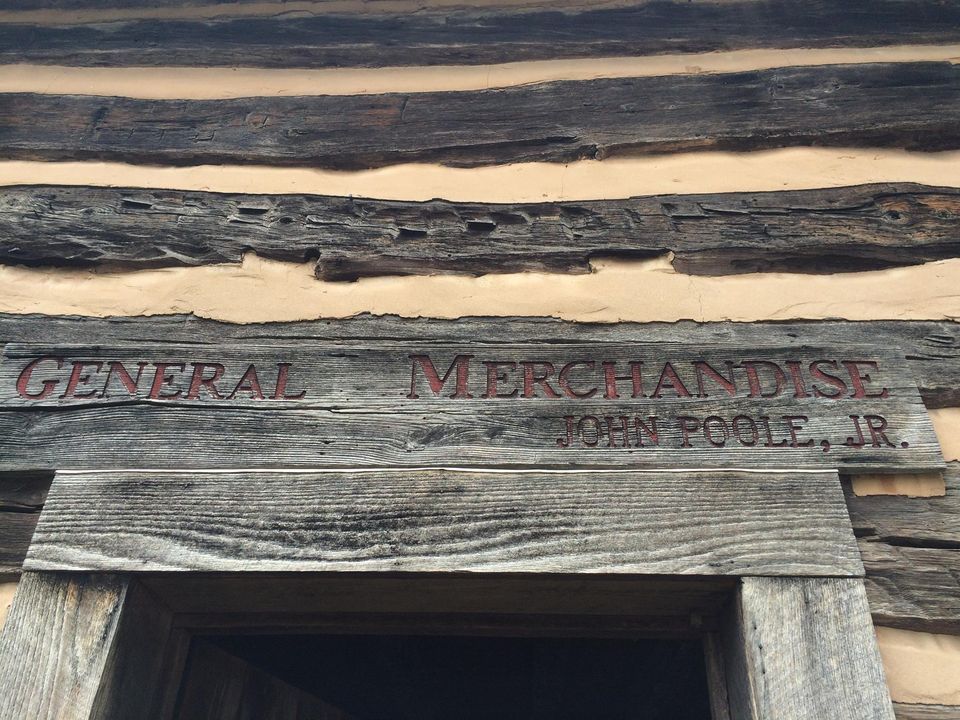 GENERAL MERCHANDISE
JOHN POOLE, JR.